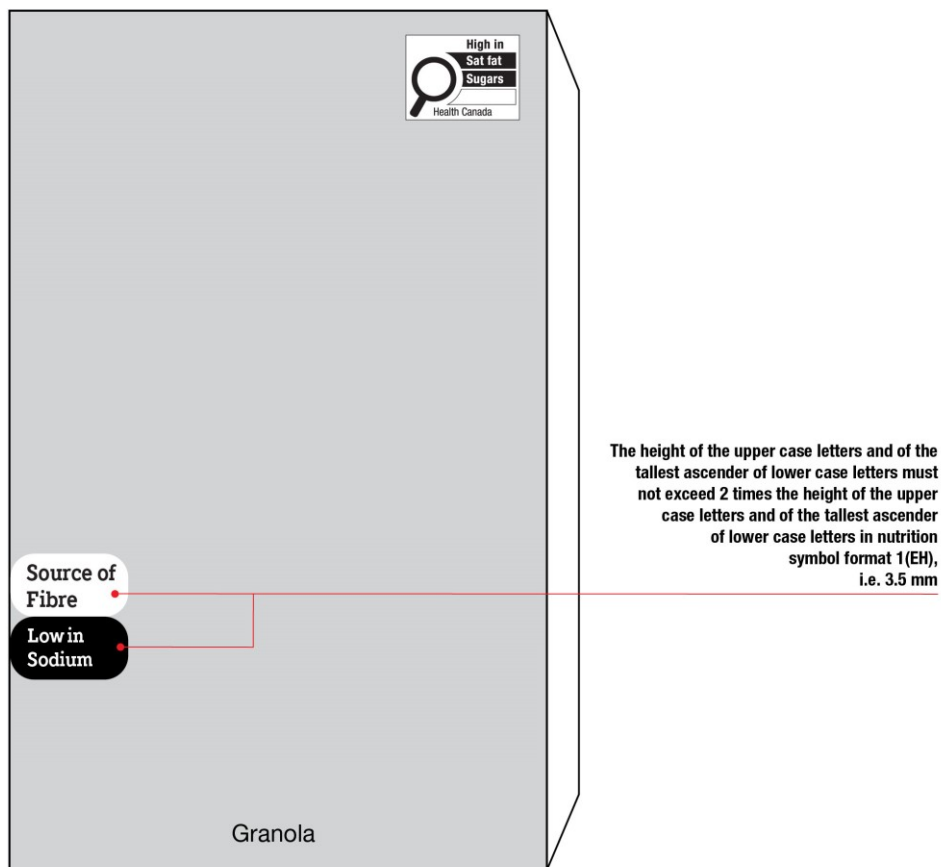 High in
Sat fat
Sugars
Health Canada
The height of the upper case letters and of the
tallest ascender of lower case letters must
not exceed 2 times the height of the upper
case letters and of the tallest ascender
of lower case letters in nutrition
symbol format 1(EH),
i.e. 3.5 mm
Source of
Fibre
Low in
Sodium
Granola